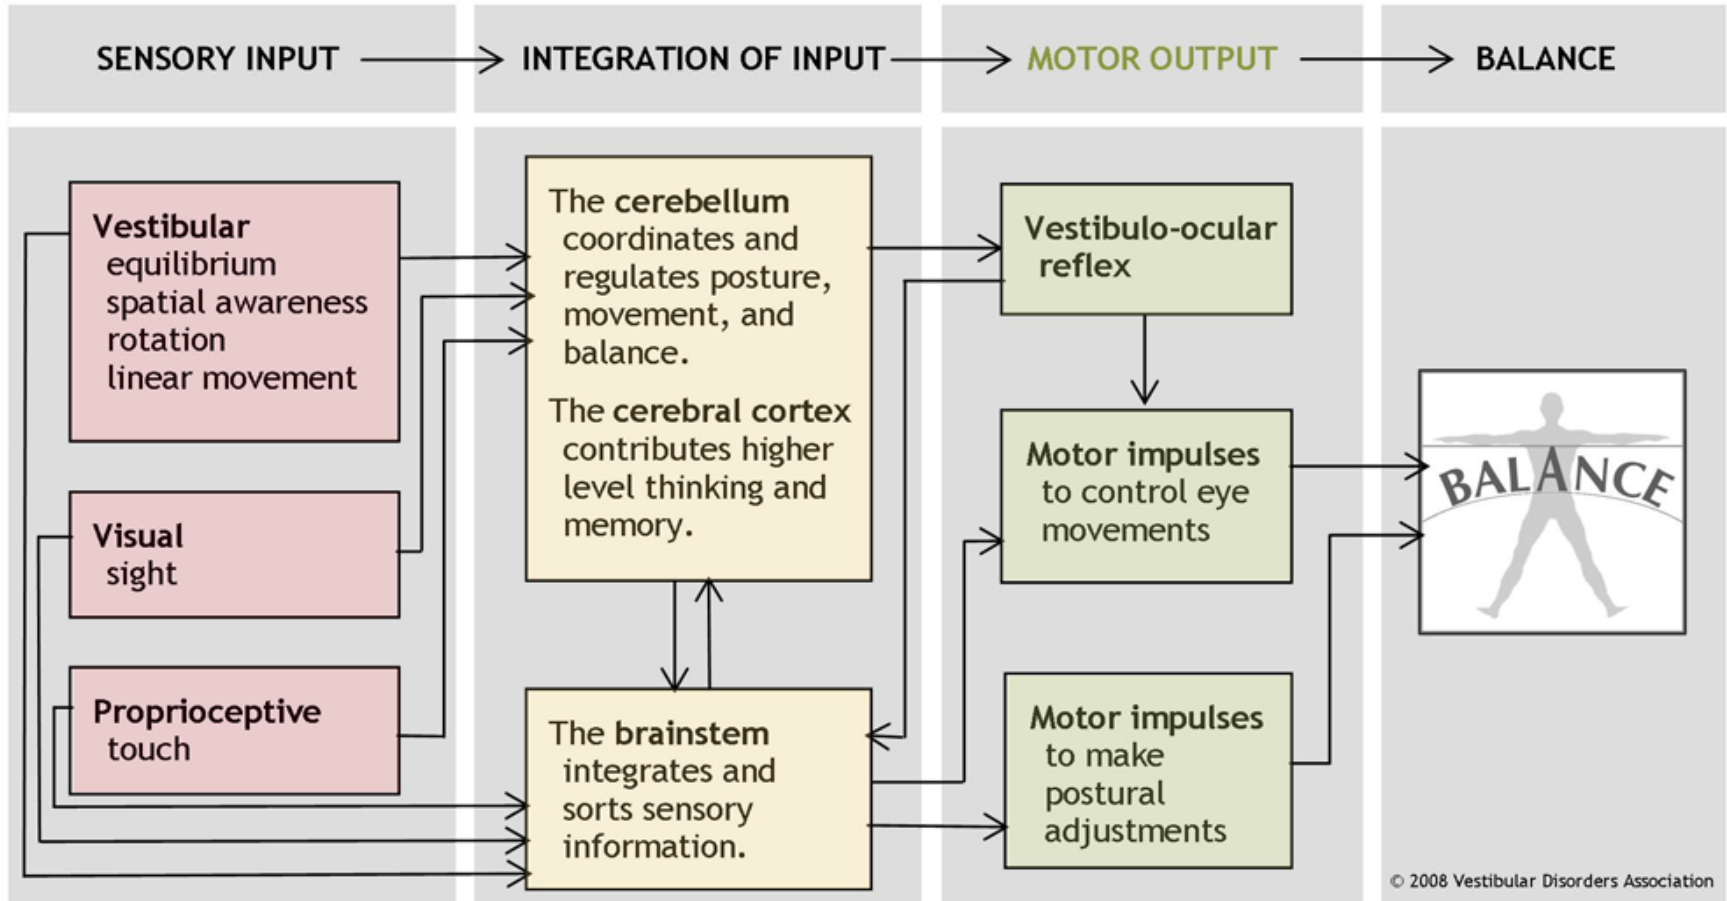 SENSORY INPUT
INTEGRATION OF INPUT
MOTOR OUTPUT
BALANCE
Vestibular
equilibrium
spatial awareness
rotation
linear movement
Visual
sight
Proprioceptive
touch
The cerebellum
coordinates and
regulates posture,
movement, and
balance.
The cerebral cortex
contributes higher
level thinking and
memory.
The brainstem
integrates and
sorts sensory
information.
Vestibulo-ocular
reflex
Motor impulses
to control eye
movements
Motor impulses
to make
postural
adjustments
BALANCE
© 2008 Vestibular Disorders Association